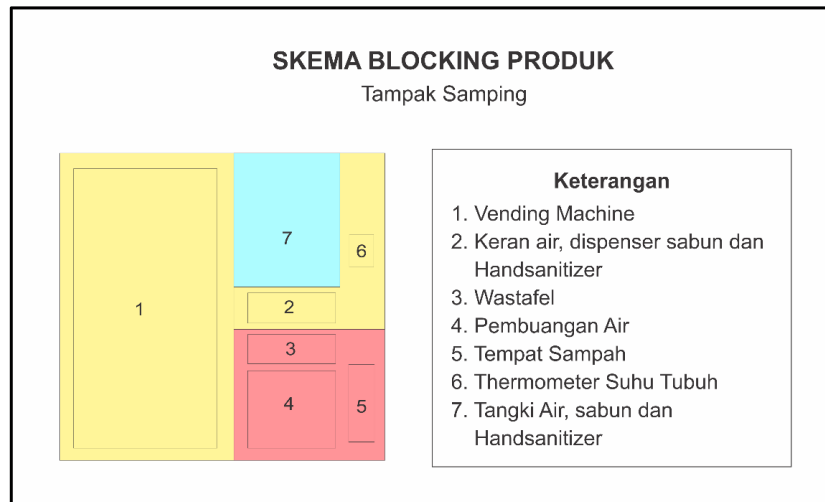 SKEMA BLOCKING PRODUK
Tampak Samping
1
7
6
2
3
4
5
Keterangan
1. Vending Machine
2. Keran air, dispenser sabun dan
Handsanitizer
3. Wastafel
4. Pembuangan Air
5. Tempat Sampah
6. Thermometer Suhu Tubuh
7. Tangki Air, sabun dan
Handsanitizer